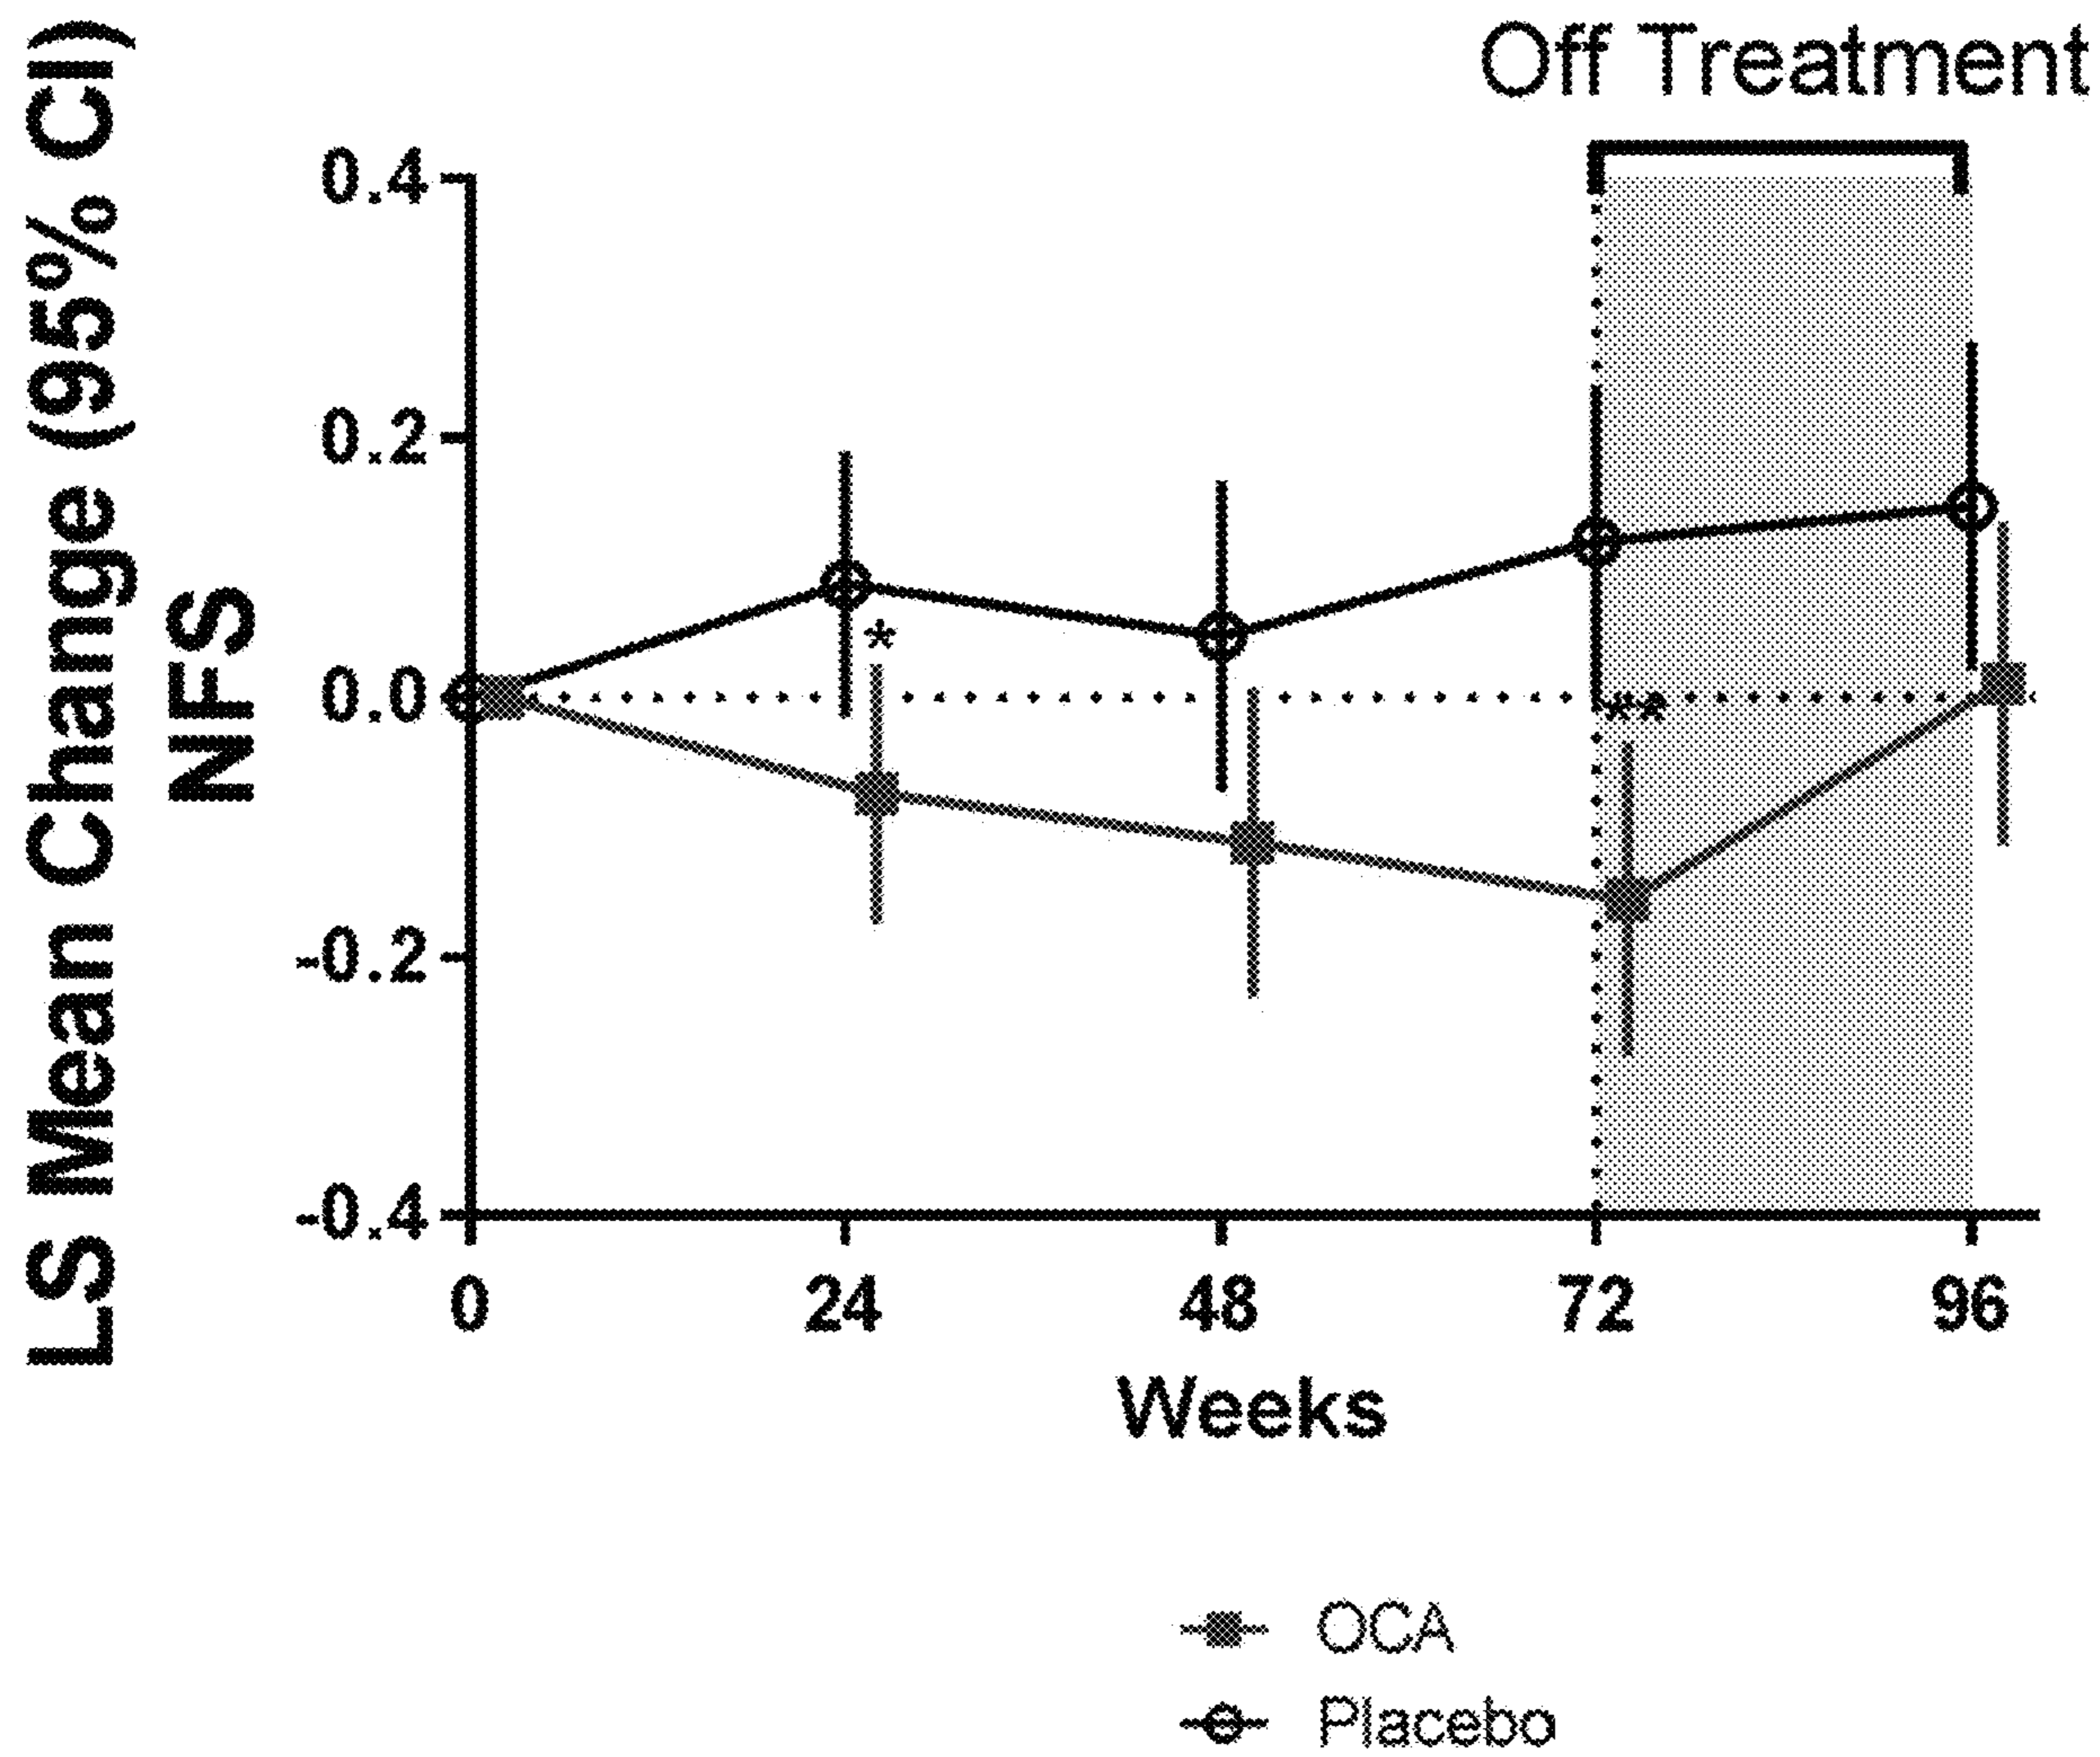 Off Treatment
LS Mean Change (95% CI)
NFS
0.4
0.2
0.0
-0.2
-0.4
*
**
0 24 48 72 96
Weeks
OCA
Placebo